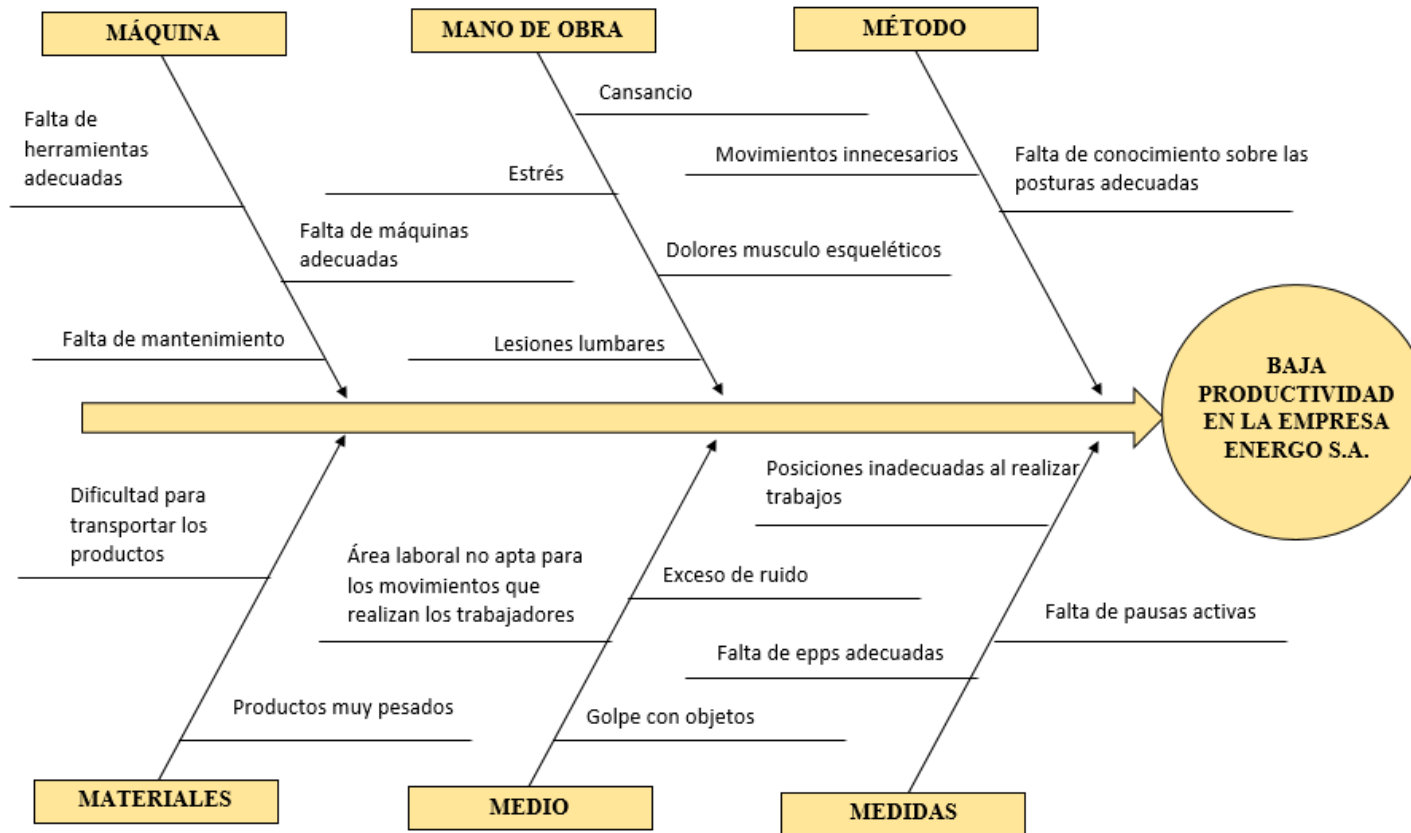 MÁQUINA
MANO DE OBRA
MÉTODO
Falta de
herramientas
adecuadas
Falta de máquinas
adecuadas
Falta de mantenimiento
Cansancio
Estrés
Dolores musculo esqueléticos
Lesiones lumbares
Movimientos innecesarios
Falta de conocimiento sobre las
posturas adecuadas
BAJA
PRODUCTIVIDAD
EN LA EMPRESA
ENERGO S.A.
Dificultad para
transportar los
productos
Productos muy pesados
Área laboral no apta para
los movimientos que
realizan los trabajadores
Exceso de ruido
Golpe con objetos
Posiciones inadecuadas al realizar
trabajos
Falta de epps adecuadas
Falta de pausas activas
MATERIALES
MEDIO
MEDIDAS